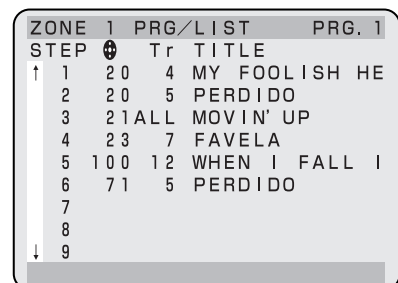 ZONE 1 PRG/LIST PRG. 1
STEP Tr TITLE
↑ 1 20 4 MY FOOLISH HE
2 20 5 PERDIDO
3 21 ALL MOVIN' UP
4 23 7 FAVELA
5 100 12 WHEN I FALL I
6 71 5 PERDIDO
7
8
↓ 9